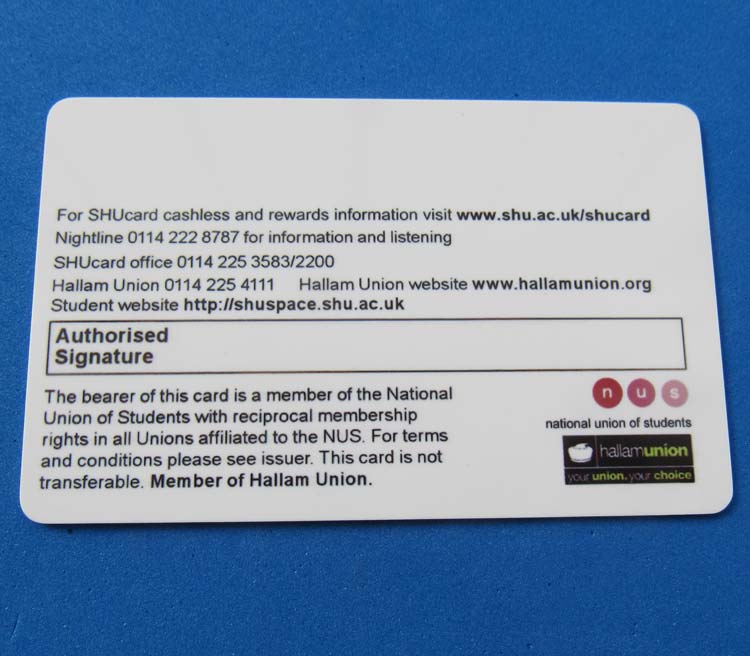 For SHUcard cashless and rewards information visit www.shu.ac.uk/shucard
Nightline 0114 222 8787 for information and listening
SHUcard office 0114 225 3583/2200
Hallam Union 0114 225 4111 Hallam Union website www.hallamunion.org
Student website http://shuspace.shu.ac.uk
Authorised
Signature
The bearer of this card is a member of the National
Union of Students with reciprocal membership
rights in all Unions affiliated to the NUS. For terms
and conditions please see issuer. This card is not
transferable. Member of Hallam Union.
nus
national union of students
hallamunion
your union. your choice